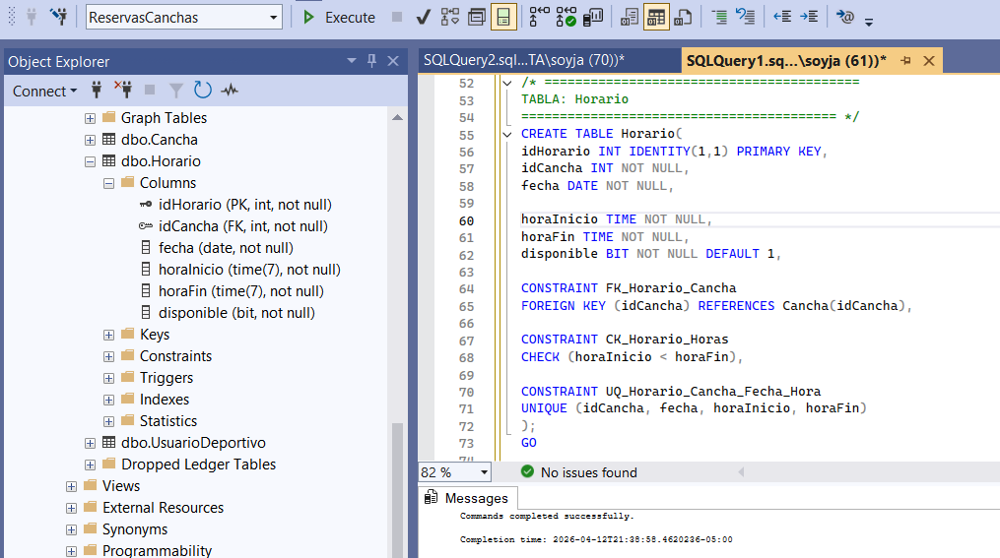 ReservasCanchas
Execute
Object Explorer
Connect
Graph Tables
dbo.Cancha
dbo.Horario
Columns
idHorario (PK, int, not null)
idCancha (FK, int, not null)
fecha (date, not null)
horaInicio (time(7), not null)
horaFin (time(7), not null)
disponible (bit, not null)
Keys
Constraints
Triggers
Indexes
Statistics
dbo.UsuarioDeportivo
Dropped Ledger Tables
Views
External Resources
Synonyms
Programmability
SQLQuery2.sql...TA\soyja (70))*
SQLQuery1.sq...\soyja (61))*
52 /* =========================================
53 TABLA: Horario
54 ========================================= */
55 CREATE TABLE Horario(
56 idHorario INT IDENTITY(1,1) PRIMARY KEY,
57 idCancha INT NOT NULL,
58 fecha DATE NOT NULL,
59
60 horaInicio TIME NOT NULL,
61 horaFin TIME NOT NULL,
62 disponible BIT NOT NULL DEFAULT 1,
63
64 CONSTRAINT FK_Horario_Cancha
65 FOREIGN KEY (idCancha) REFERENCES Cancha(idCancha),
66
67 CONSTRAINT CK_Horario_Horas
68 CHECK (horaInicio < horaFin),
69
70 CONSTRAINT UQ_Horario_Cancha_Fecha_Hora
71 UNIQUE (idCancha, fecha, horaInicio, horaFin)
72 );
73 GO
74
82 %
No issues found
Messages
Commands completed successfully.
Completion time: 2026-04-12T21:38:58.4620236-05:00